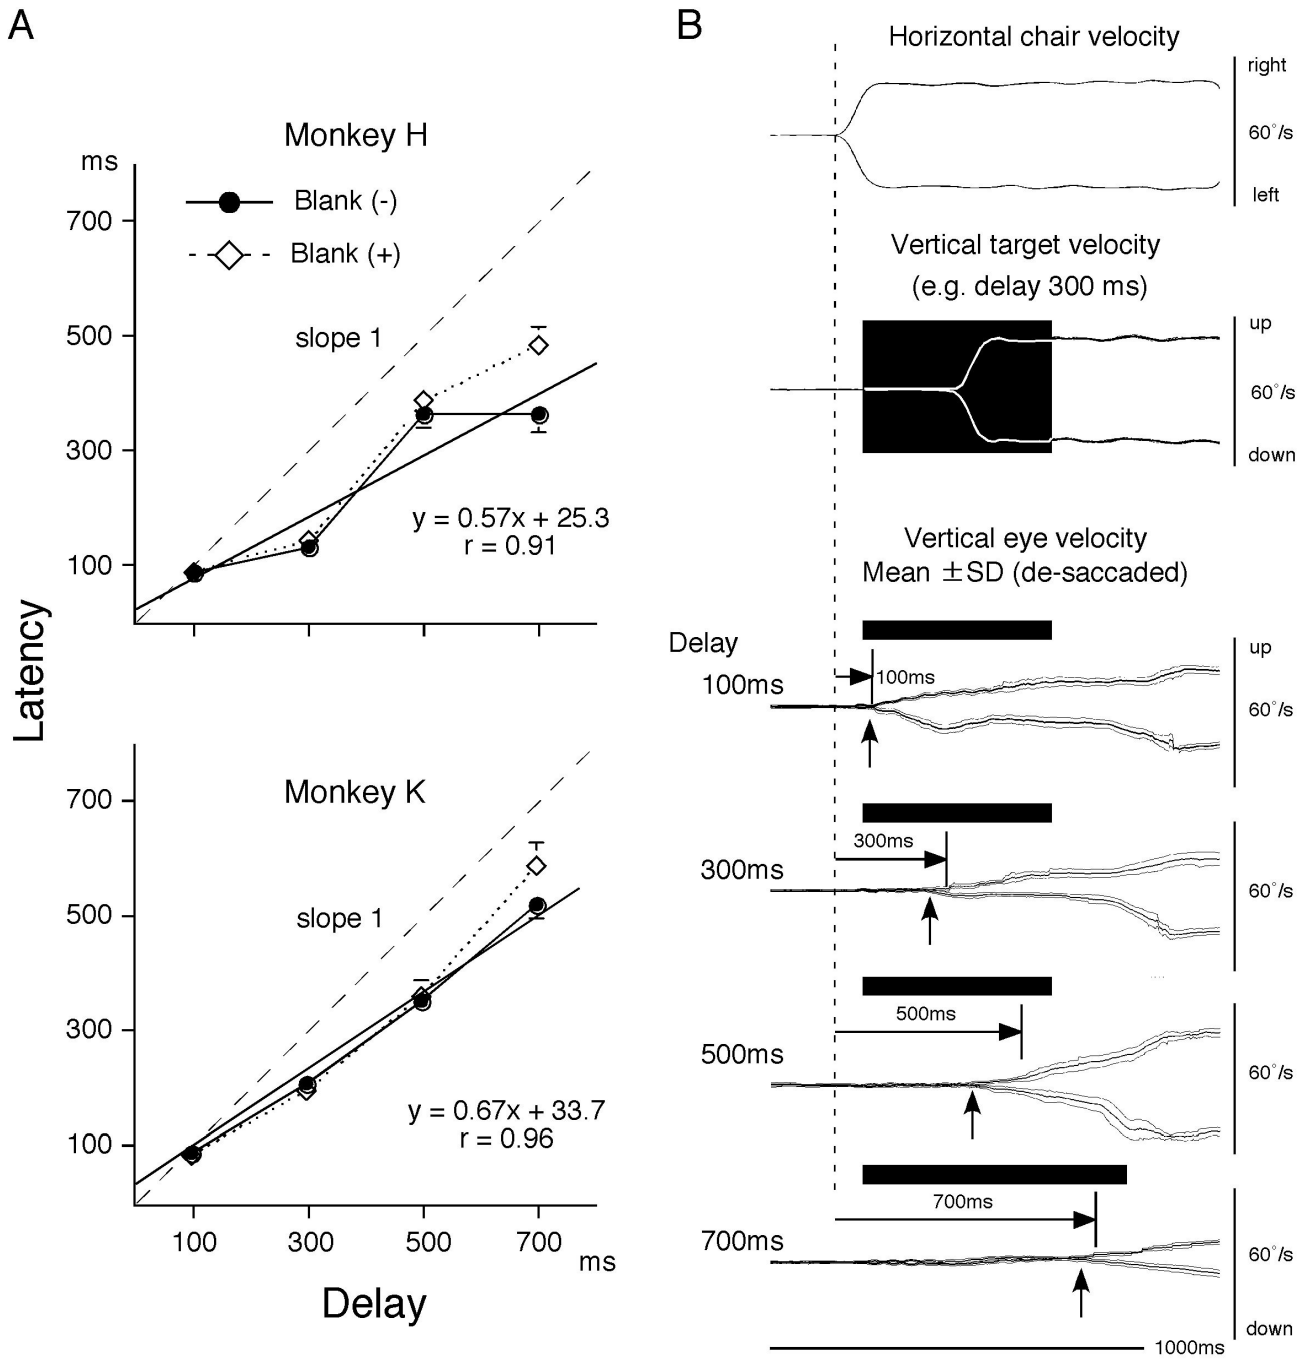 A
Monkey H
ms
Blank (-)
Blank (+)
700
500
300
100
slope 1
y = 0.57x + 25.3
r = 0.91
Latency
Monkey K
700
500
300
100
slope 1
y = 0.67x + 33.7
r = 0.96
100
300
500
700
ms
Delay
B
Horizontal chair velocity
right
60°/s
left
Vertical target velocity
(e.g. delay 300 ms)
up
60°/s
down
Vertical eye velocity
Mean ±SD (de-saccaded)
Delay
100ms
100ms
up
60°/s
300ms
300ms
60°/s
500ms
500ms
60°/s
700ms
700ms
60°/s
down
1000ms